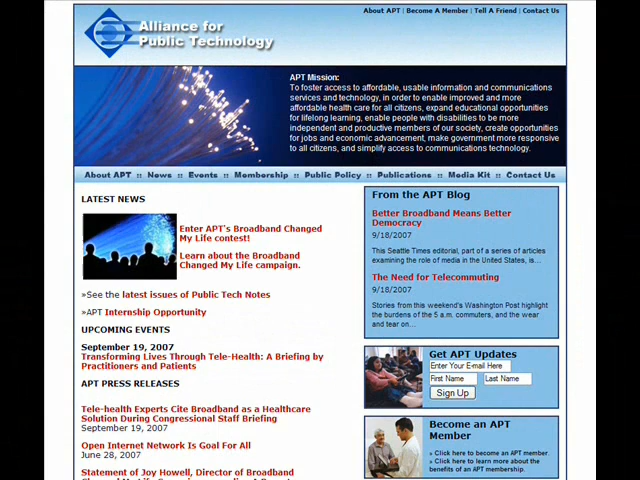 About APT | Become A Member | Tell A Friend | Contact Us
Alliance for
Public Technology
APT Mission:
To foster access to affordable, usable information and communications
services and technology, in order to enable improved and more
affordable health care for all citizens, expand educational opportunities
for lifelong learning, enable people with disabilities to be more
independent and productive members of our society, create opportunities
for jobs and economic advancement, make government more responsive
to all citizens, and simplify access to communications technology.
About APT :: News :: Events :: Membership :: Public Policy :: Publications :: Media Kit :: Contact Us
LATEST NEWS
Enter APT's Broadband Changed
My Life contest!
Learn about the Broadband
Changed My Life campaign.
»See the latest issues of Public Tech Notes
»APT Internship Opportunity
UPCOMING EVENTS
September 19, 2007
Transforming Lives Through Tele-Health: A Briefing by
Practitioners and Patients
APT PRESS RELEASES
Tele-health Experts Cite Broadband as a Healthcare
Solution During Congressional Staff Briefing
September 19, 2007
Open Internet Network Is Goal For All
June 28, 2007
Statement of Joy Howell, Director of Broadband
From the APT Blog
Better Broadband Means Better
Democracy
9/18/2007
This Seattle Times editorial, part of a series of articles
examining the role of media in the United States, is...
The Need for Telecommuting
9/18/2007
Stories from this weekend's Washington Post highlight
the burdens of the 5 a.m. commuters, and the wear
and tear on...
Get APT Updates
Enter Your E-mail Here
First Name Last Name
Sign Up
Become an APT
Member
» Click here to become an APT member.
» Click here to learn more about the
benefits of an APT membership.